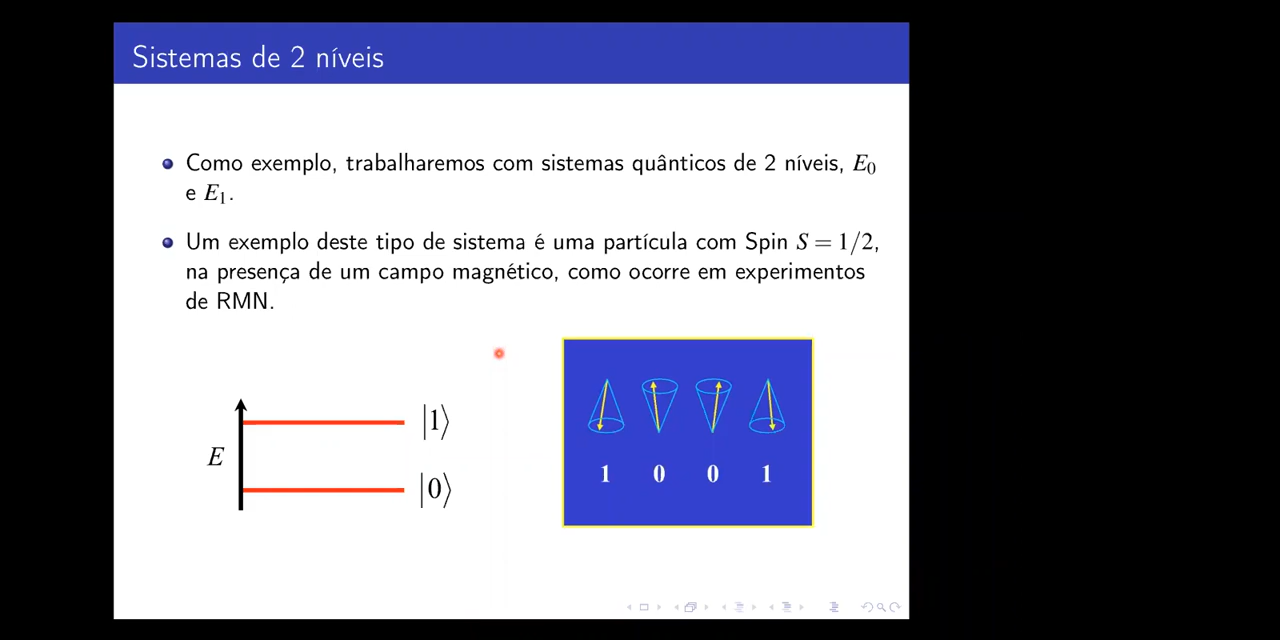 Sistemas de 2 níveis
Como exemplo, trabalharemos com sistemas quânticos de 2 níveis, E₀
e E₁.
Um exemplo deste tipo de sistema é uma partícula com Spin S = 1/2,
na presença de um campo magnético, como ocorre em experimentos
de RMN.
|1⟩
E
|0⟩
1 0 0 1